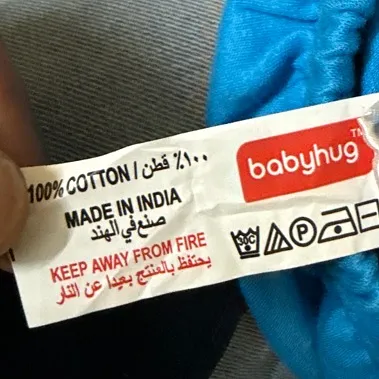 100% COTTON / قطن ٪١٠٠
MADE IN INDIA
صنع في الهند
KEEP AWAY FROM FIRE
يحتفظ بالمنتج بعيدا عن النار
babyhug TM
50C P